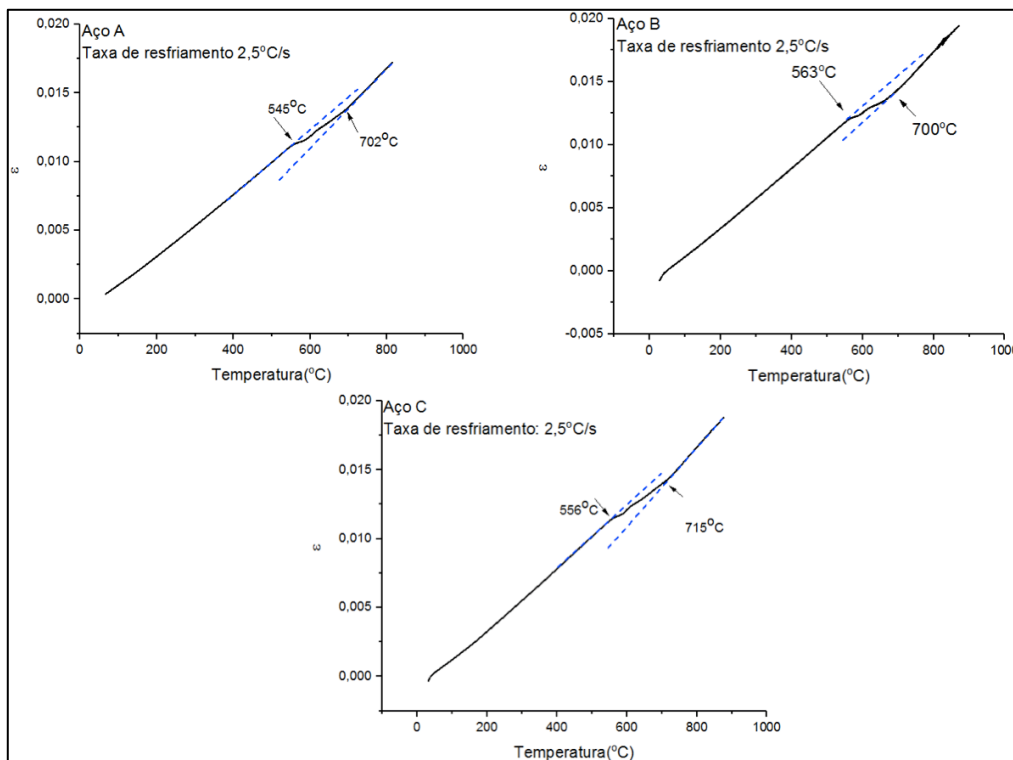 Aço A
Taxa de resfriamento 2,5°C/s
0,020
0,015
0,010
0,005
0,000
ε
545°C
702°C
0
200
400
600
800
1000
Temperatura(°C)
Aço B
Taxa de resfriamento 2,5°C/s
0,020
0,015
0,010
0,005
0,000
-0,005
ε
563°C
700°C
0
200
400
600
800
1000
Temperatura(°C)
Aço C
Taxa de resfriamento: 2,5°C/s
0,020
0,015
0,010
0,005
0,000
ε
556°C
715°C
0
200
400
600
800
1000
Temperatura(°C)